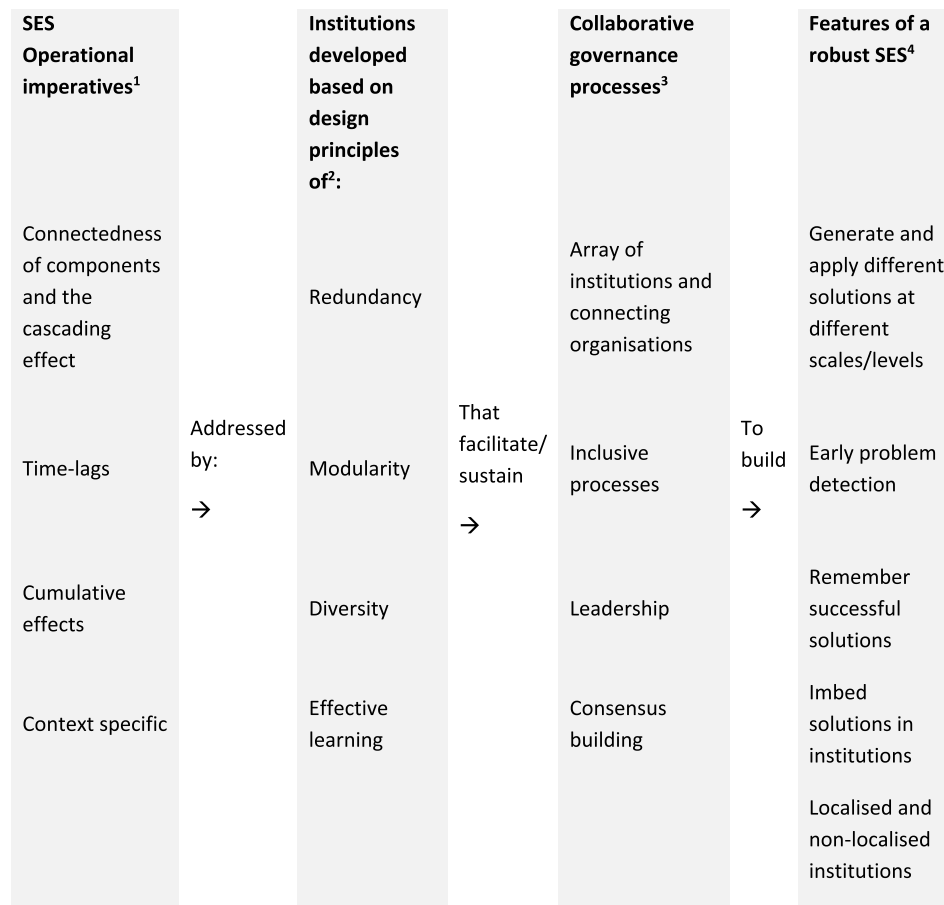 SES
Operational
imperatives¹
Connectedness
of components
and the
cascading
effect
Time-lags
Cumulative
effects
Context specific
Addressed
by:
→
Institutions
developed
based on
design
principles
of²:
Redundancy
Modularity
Diversity
Effective
learning
That
facilitate/
sustain
→
Collaborative
governance
processes³
Array of
institutions and
connecting
organisations
Inclusive
processes
Leadership
Consensus
building
To
build
→
Features of a
robust SES⁴
Generate and
apply different
solutions at
different
scales/levels
Early problem
detection
Remember
successful
solutions
Imbed
solutions in
institutions
Localised and
non-localised
institutions